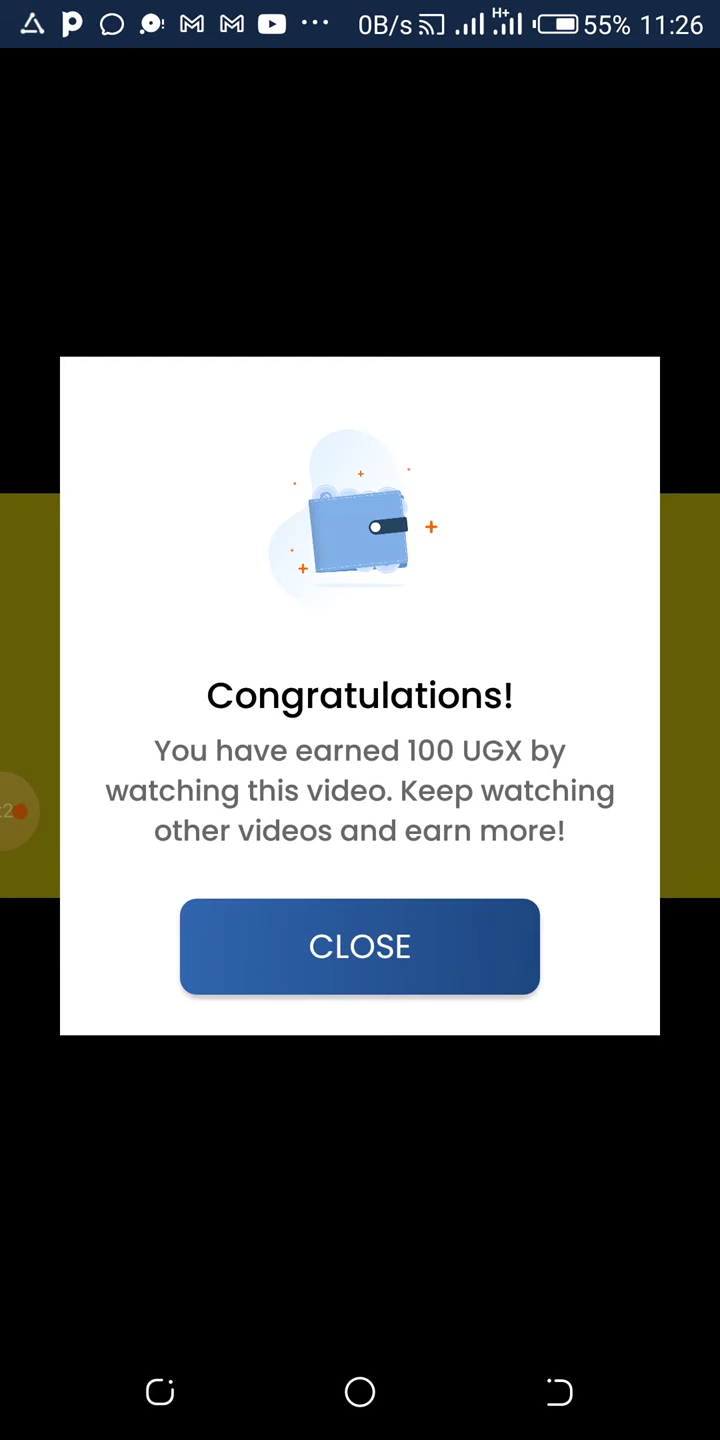 0B/s H+ 55% 11:26
Congratulations!
You have earned 100 UGX by
watching this video. Keep watching
other videos and earn more!
:2
CLOSE